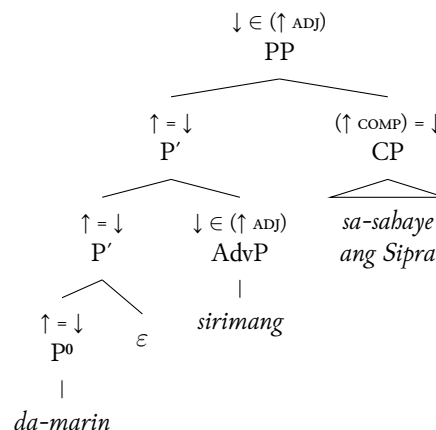 ↓ ∈ (↑ ADJ)
PP
↑ = ↓ (↑ COMP) = ↓
P′ CP
↑ = ↓ ↓ ∈ (↑ ADJ) sa-sahaye
P′ AdvP ang Sipra
↑ = ↓ ε sirimang
P⁰
da-marin